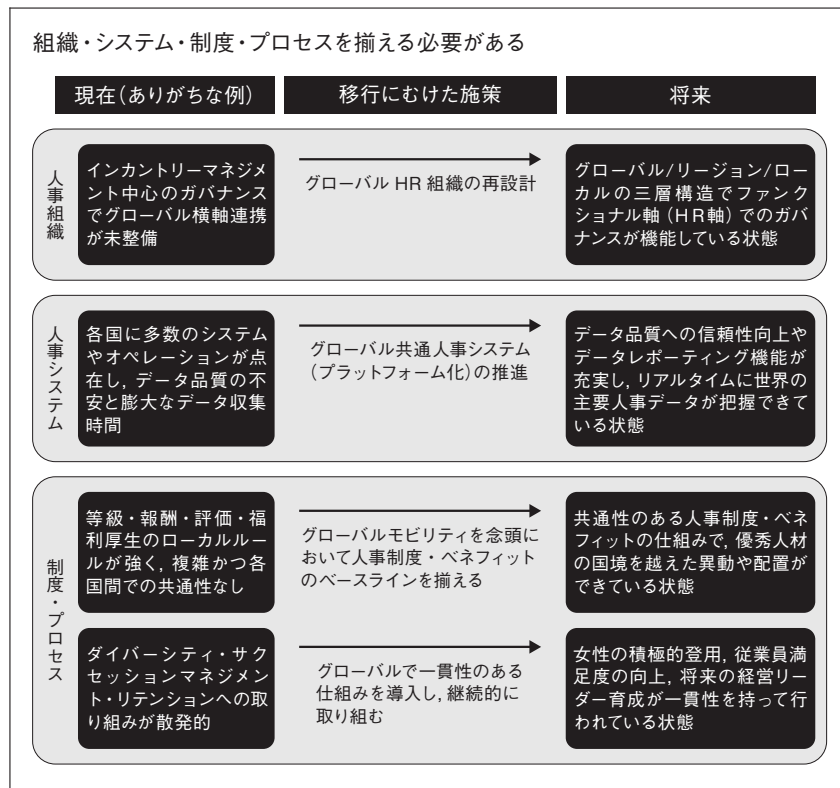 組織・システム・制度・プロセスを揃える必要がある
現在（ありがちな例）
移行にむけた施策
将来
人事組織
インカントリーマネジ
メント中心のガバナンス
でグローバル横軸連携
が未整備
グローバル HR 組織の再設計
グローバル/リージョン/ロー
カルの三層構造でファンク
ショナル軸（HR軸）でのガバ
ナンスが機能している状態
人事システム
各国に多数のシステム
やオペレーションが点
在し, データ品質の不
安と膨大なデータ収集
時間
グローバル共通人事システム
（プラットフォーム化）の推進
データ品質への信頼性向上や
データレポーティング機能が
充実し, リアルタイムに世界の
主要人事データが把握できて
いる状態
制度・プロセス
等級・報酬・評価・福
利厚生のローカルルー
ルが強く, 複雑かつ各
国間での共通性なし
グローバルモビリティを念頭に
おいて人事制度・ベネフィット
のベースラインを揃える
共通性のある人事制度・ベネ
フィットの仕組みで, 優秀人材
の国境を越えた異動や配置が
できている状態
ダイバーシティ・サク
セッションマネジメ
ント・リテンションへの取
り組みが散発的
グローバルで一貫性のある
仕組みを導入し, 継続的に
取り組む
女性の積極的登用, 従業員満
足度の向上, 将来の経営リー
ダー育成が一貫性を持って行
われている状態